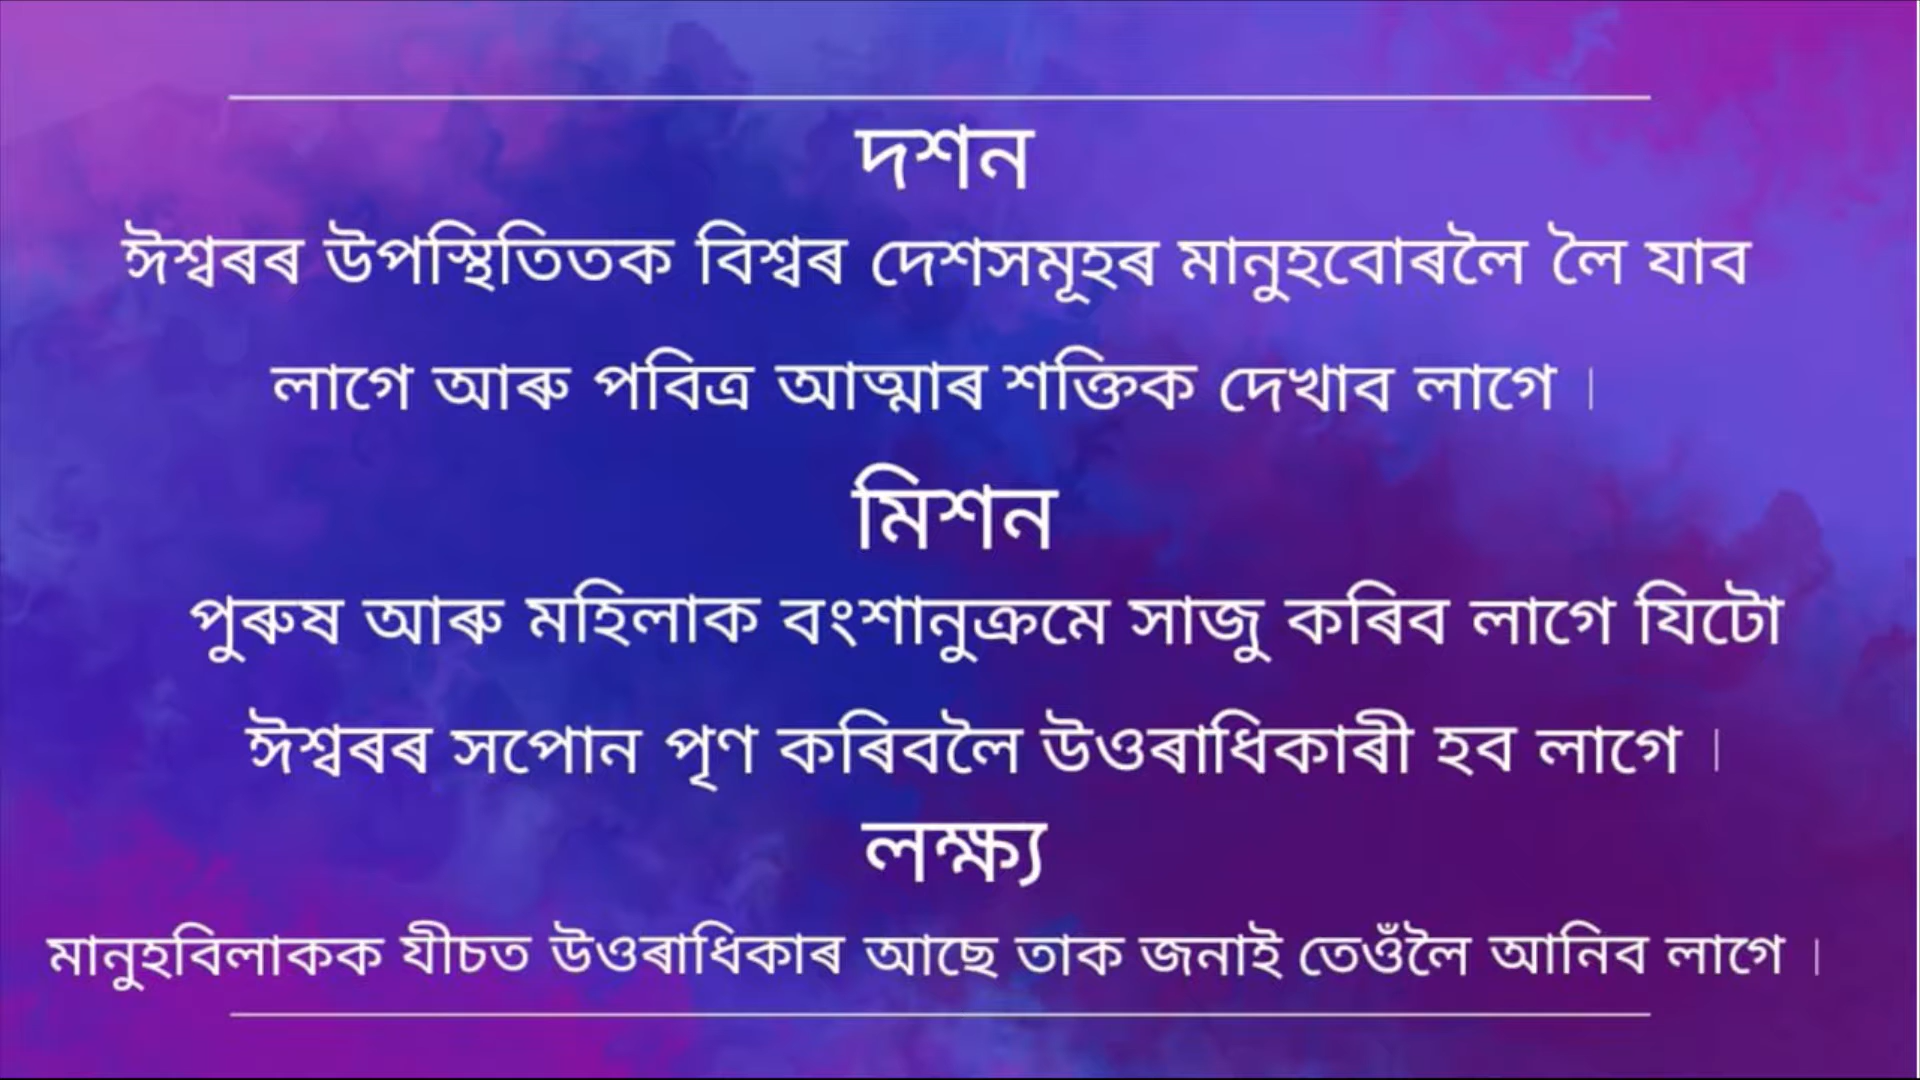 দশন
ঈশ্বৰৰ উপস্থিতিতক বিশ্বৰ দেশসমূহৰ মানুহবোৰলৈ লৈ যাব
লাগে আৰু পবিত্ৰ আত্মাৰ শক্তিক দেখাব লাগে ।
মিশন
পুৰুষ আৰু মহিলাক বংশানুক্ৰমে সাজু কৰিব লাগে যিটো
ঈশ্বৰৰ সপোন পৃণ কৰিবলৈ উওৰাধিকাৰী হব লাগে ।
লক্ষ্য
মানুহবিলাকক যীচত উওৰাধিকাৰ আছে তাক জনাই তেওঁলৈ আনিব লাগে ।